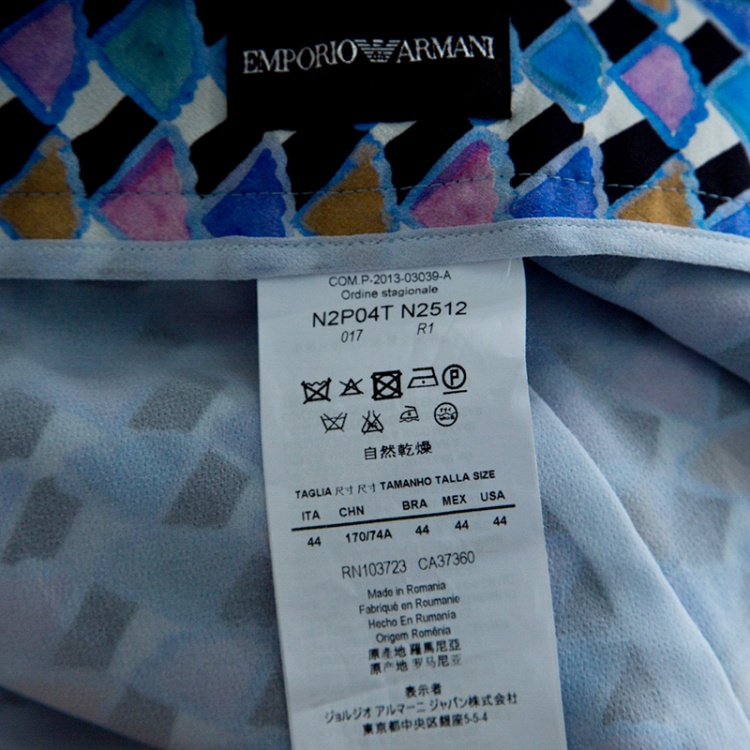 EMPORIO ARMANI
COM.P-2013-03039-A
Ordine stagionale
N2P04T N2512
017 R1
P
自然乾燥
TAGLIA 尺寸 尺寸 TAMANHO TALLA SIZE
ITA CHN BRA MEX USA
44 170/74A 44 44 44
RN103723 CA37360
Made in Romania
Fabriqué en Roumanie
Hecho En Rumania
Origem Romênia
原產地 羅馬尼亞
原产地 罗马尼亚
表示者
ジョルジオ アルマーニ ジャパン株式会社
東京都中央区銀座5-5-4